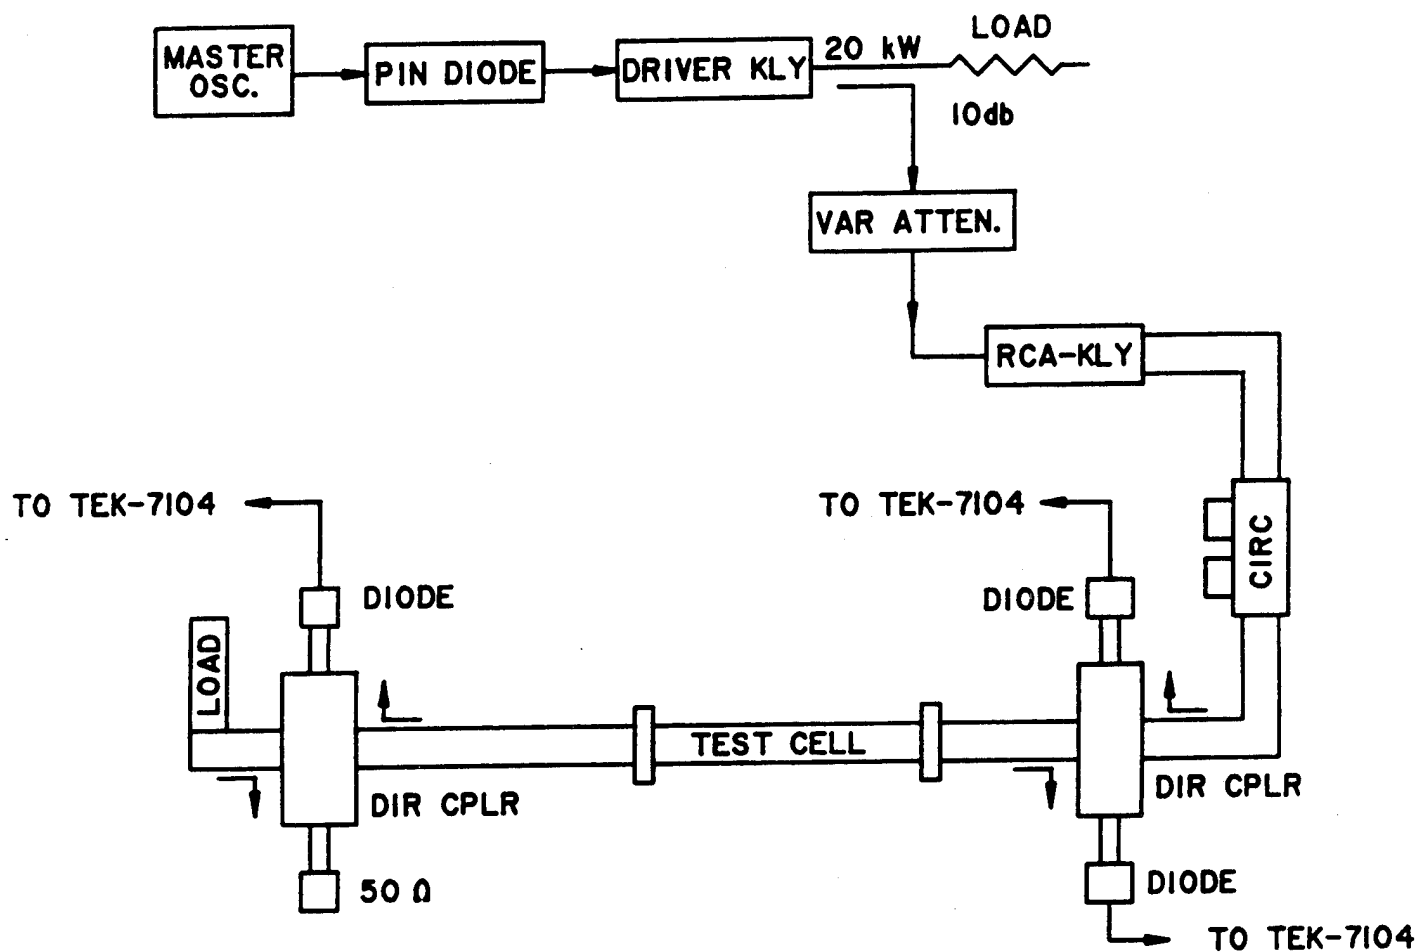 MASTER
OSC.
PIN DIODE
DRIVER KLY
20 kW
LOAD
10db
VAR ATTEN.
RCA-KLY
CIRC
TO TEK-7104
DIODE
TO TEK-7104
DIODE
LOAD
TEST CELL
DIR CPLR
DIR CPLR
50 Ω
DIODE
TO TEK-7104